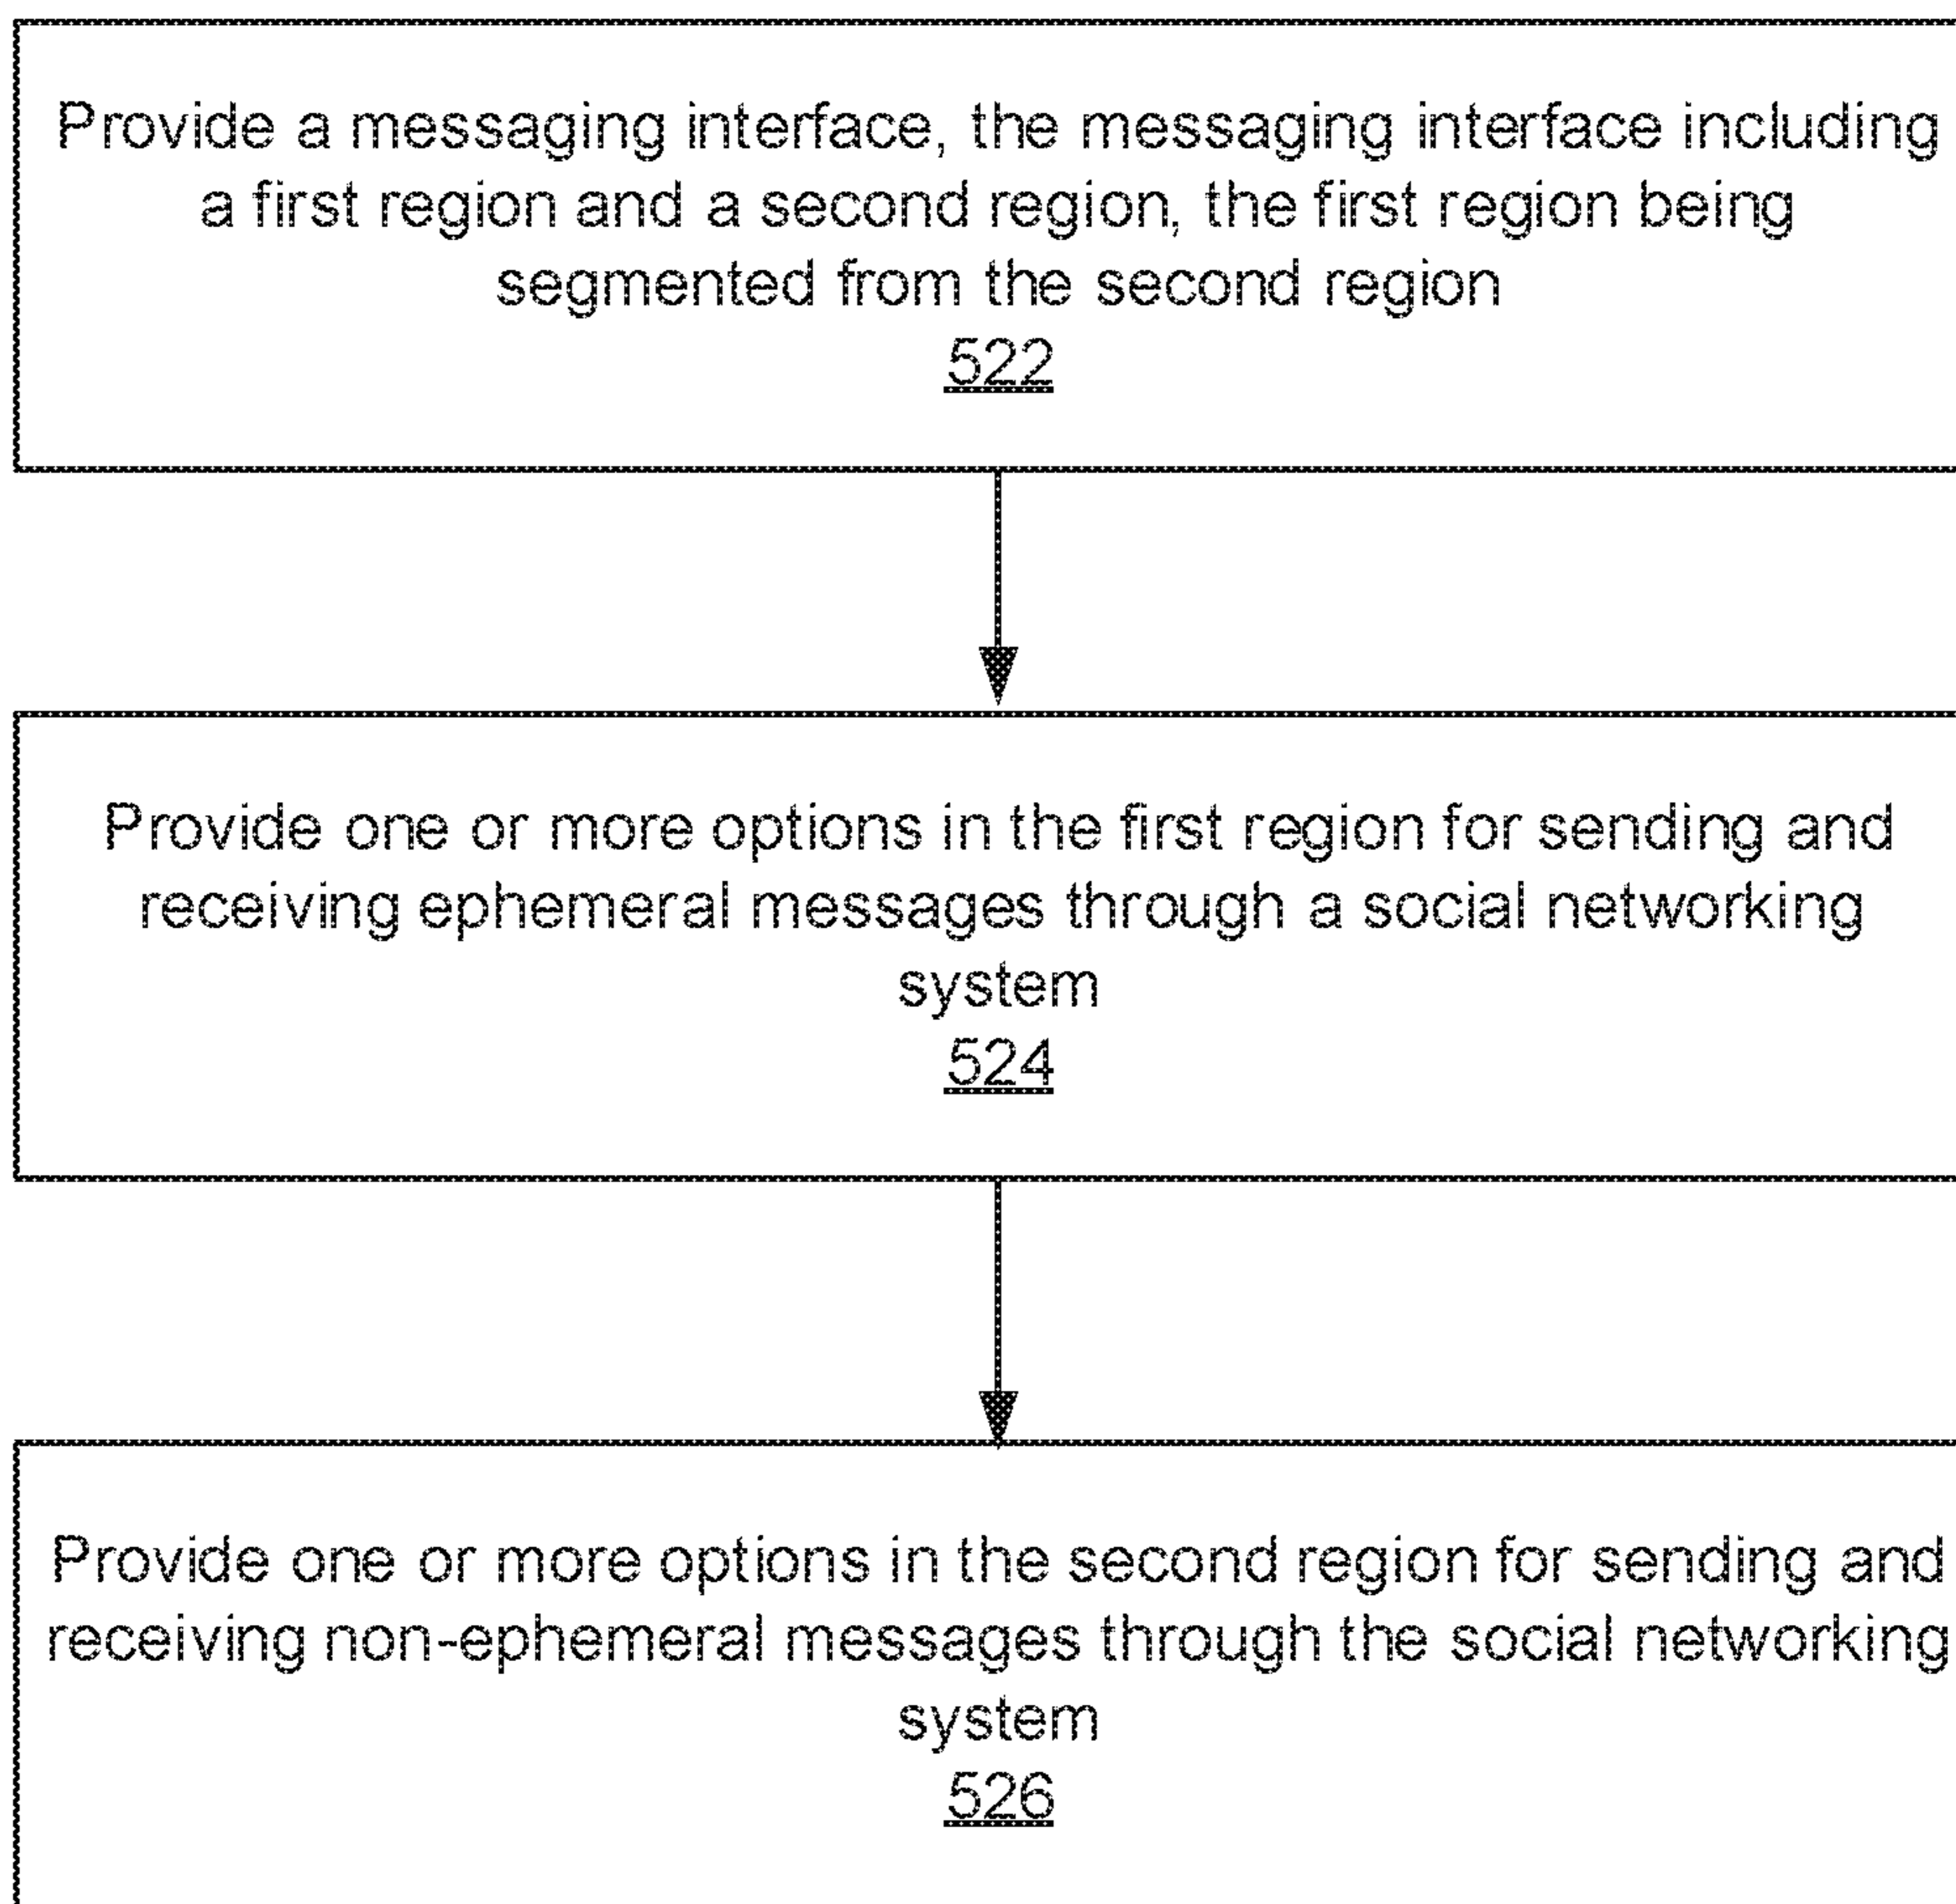 Provide a messaging interface, the messaging interface including
a first region and a second region, the first region being
segmented from the second region
522
Provide one or more options in the first region for sending and
receiving ephemeral messages through a social networking
system
524
Provide one or more options in the second region for sending and
receiving non-ephemeral messages through the social networking
system
526